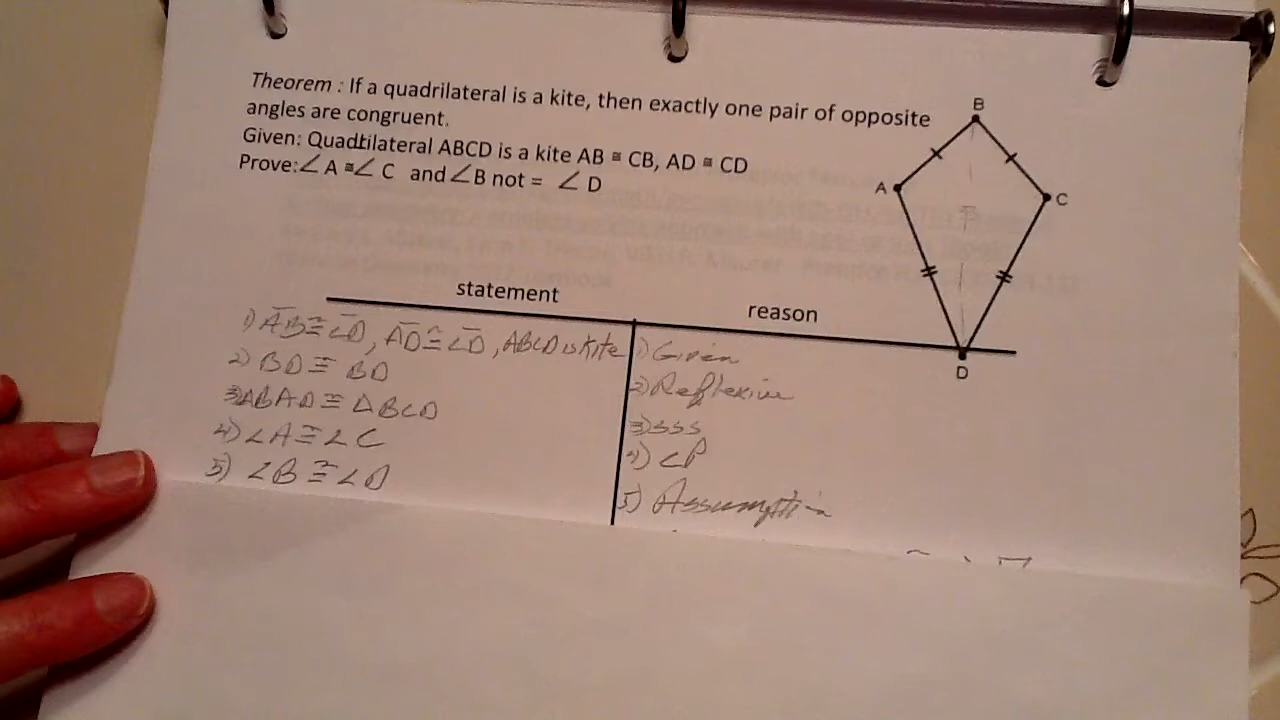 Theorem : If a quadrilateral is a kite, then exactly one pair of opposite
angles are congruent.
Given: Quadtilateral ABCD is a kite AB ≅ CB, AD ≅ CD
Prove:∠A ≅∠ C and ∠B not = ∠ D
B
A
C
D
statement
reason
1) AB ≅ CD, AD ≅ CD, ABCD is kite
1) Given
2) BD ≅ BD
2) Reflexive
3) ΔBAD ≅ ΔBCD
3) SSS
4) ∠A ≅ ∠C
4) CP
5) ∠B ≅ ∠D
5) Assumption